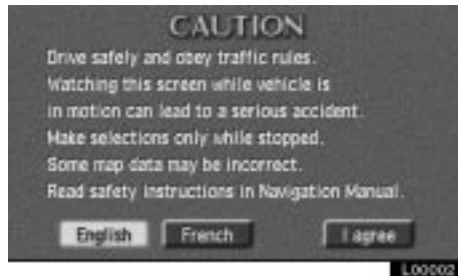 CAUTION
Drive safely and obey traffic rules.
Watching this screen while vehicle is
in motion can lead to a serious accident.
Make selections only while stopped.
Some map data may be incorrect.
Read safety instructions in Navigation Manual.
English French I agree
L00002